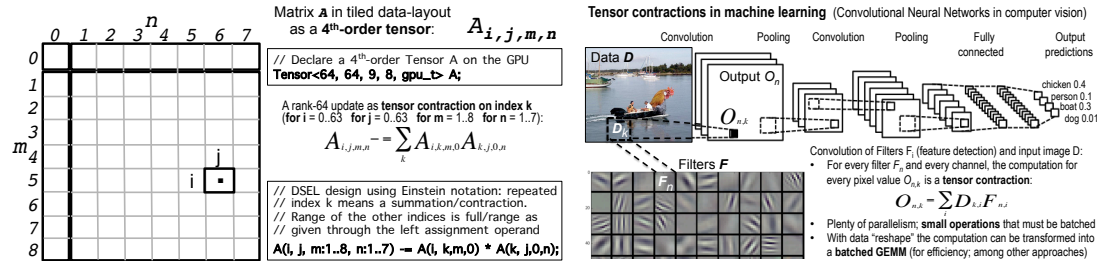 n
0 1 2 3 4 5 6 7
m
0
1
2
3
4
5
6
7
8
j
i
Matrix A in tiled data-layout
as a 4th-order tensor:
A i,j,m,n
// Declare a 4th-order Tensor A on the GPU
Tensor<64, 64, 9, 8, gpu_t> A;
A rank-64 update as tensor contraction on index k
(for i = 0..63 for j = 0..63 for m = 1..8 for n = 1..7):
A i,j,m,n −= ∑ k A i,k,m,0 A k,j,0,n
// DSEL design using Einstein notation: repeated
// index k means a summation/contraction.
// Range of the other indices is full/range as
// given through the left assignment operand
A(i, j, m:1..8, n:1..7) -= A(i, k,m,0) * A(k, j,0,n);
Tensor contractions in machine learning (Convolutional Neural Networks in computer vision)
Convolution
Pooling
Convolution
Pooling
Fully
connected
Output
predictions
Data D
Output On
On,k
Dk
chicken 0.4
person 0.1
boat 0.3
dog 0.01
Filters F
Fn
Convolution of Filters Fi (feature detection) and input image D:
• For every filter Fn and every channel, the computation for
every pixel value On,k is a tensor contraction:
O n,k = ∑ i D k,i F n,i
• Plenty of parallelism; small operations that must be batched
• With data “reshape” the computation can be transformed into
a batched GEMM (for efficiency; among other approaches)